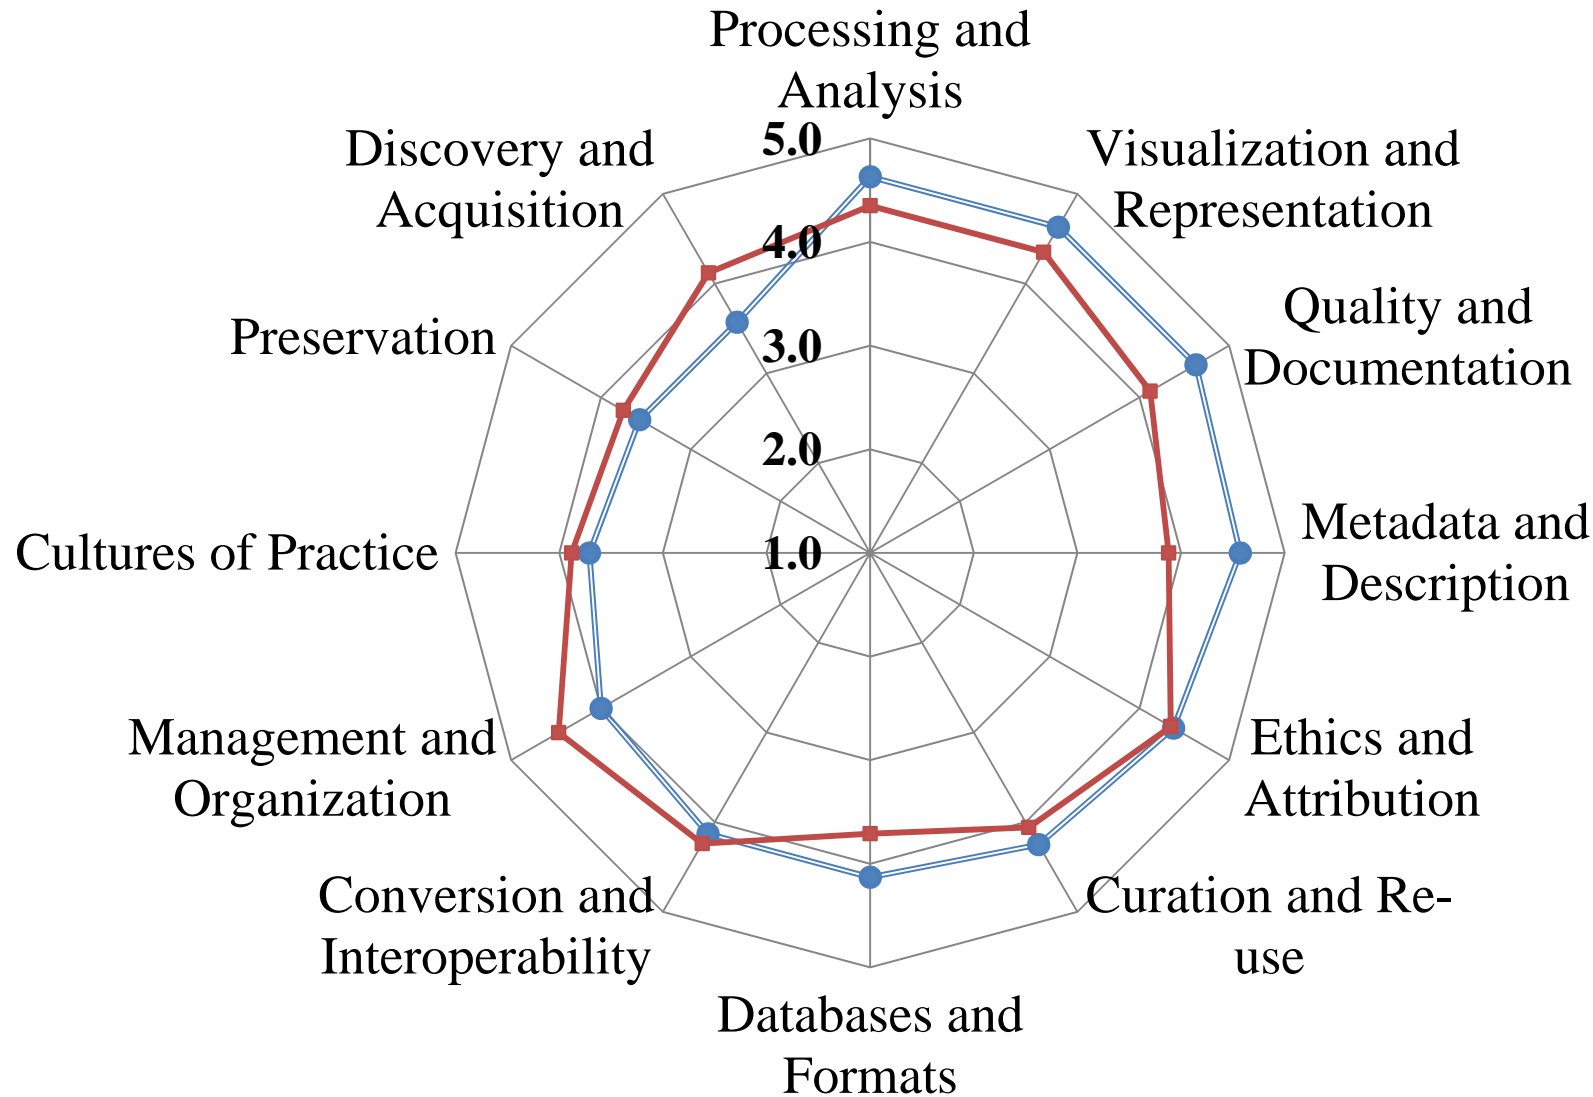 Processing and
Analysis
Visualization and
Representation
Quality and
Documentation
Metadata and
Description
Ethics and
Attribution
Curation and Re-
use
Databases and
Formats
Conversion and
Interoperability
Management and
Organization
Cultures of Practice
Preservation
Discovery and
Acquisition
5.0
4.0
3.0
2.0
1.0